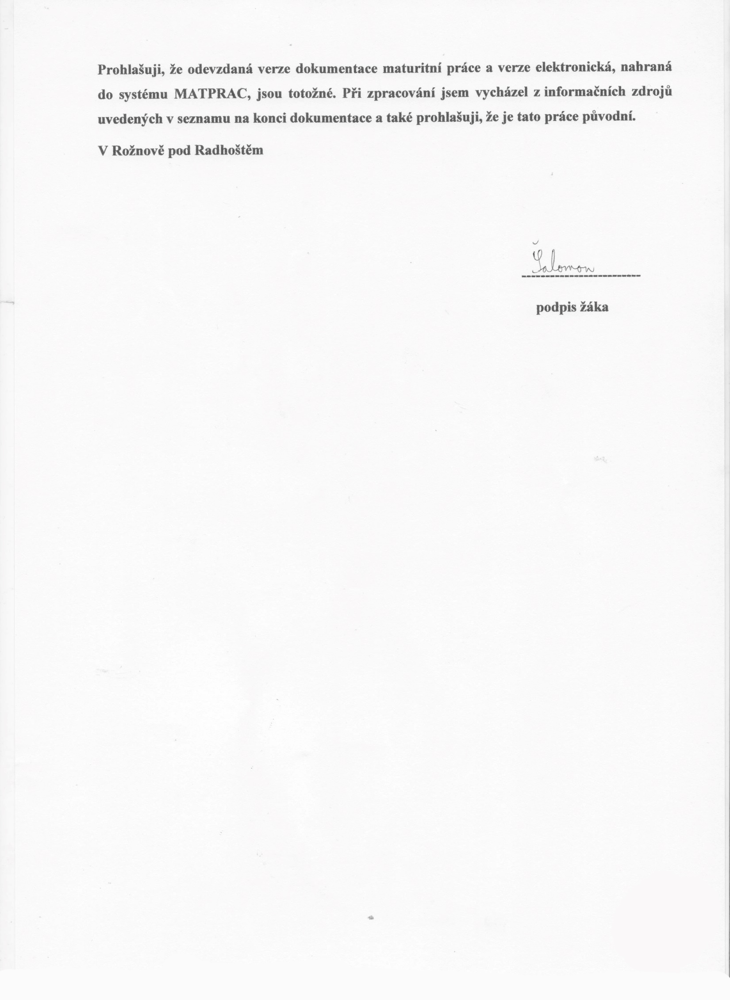 Prohlašuji, že odevzdaná verze dokumentace maturitní práce a verze elektronická, nahraná
do systému MATPRAC, jsou totožné. Při zpracování jsem vycházel z informačních zdrojů
uvedených v seznamu na konci dokumentace a také prohlašuji, že je tato práce původní.
V Rožnově pod Radhoštěm
Šalomon
podpis žáka